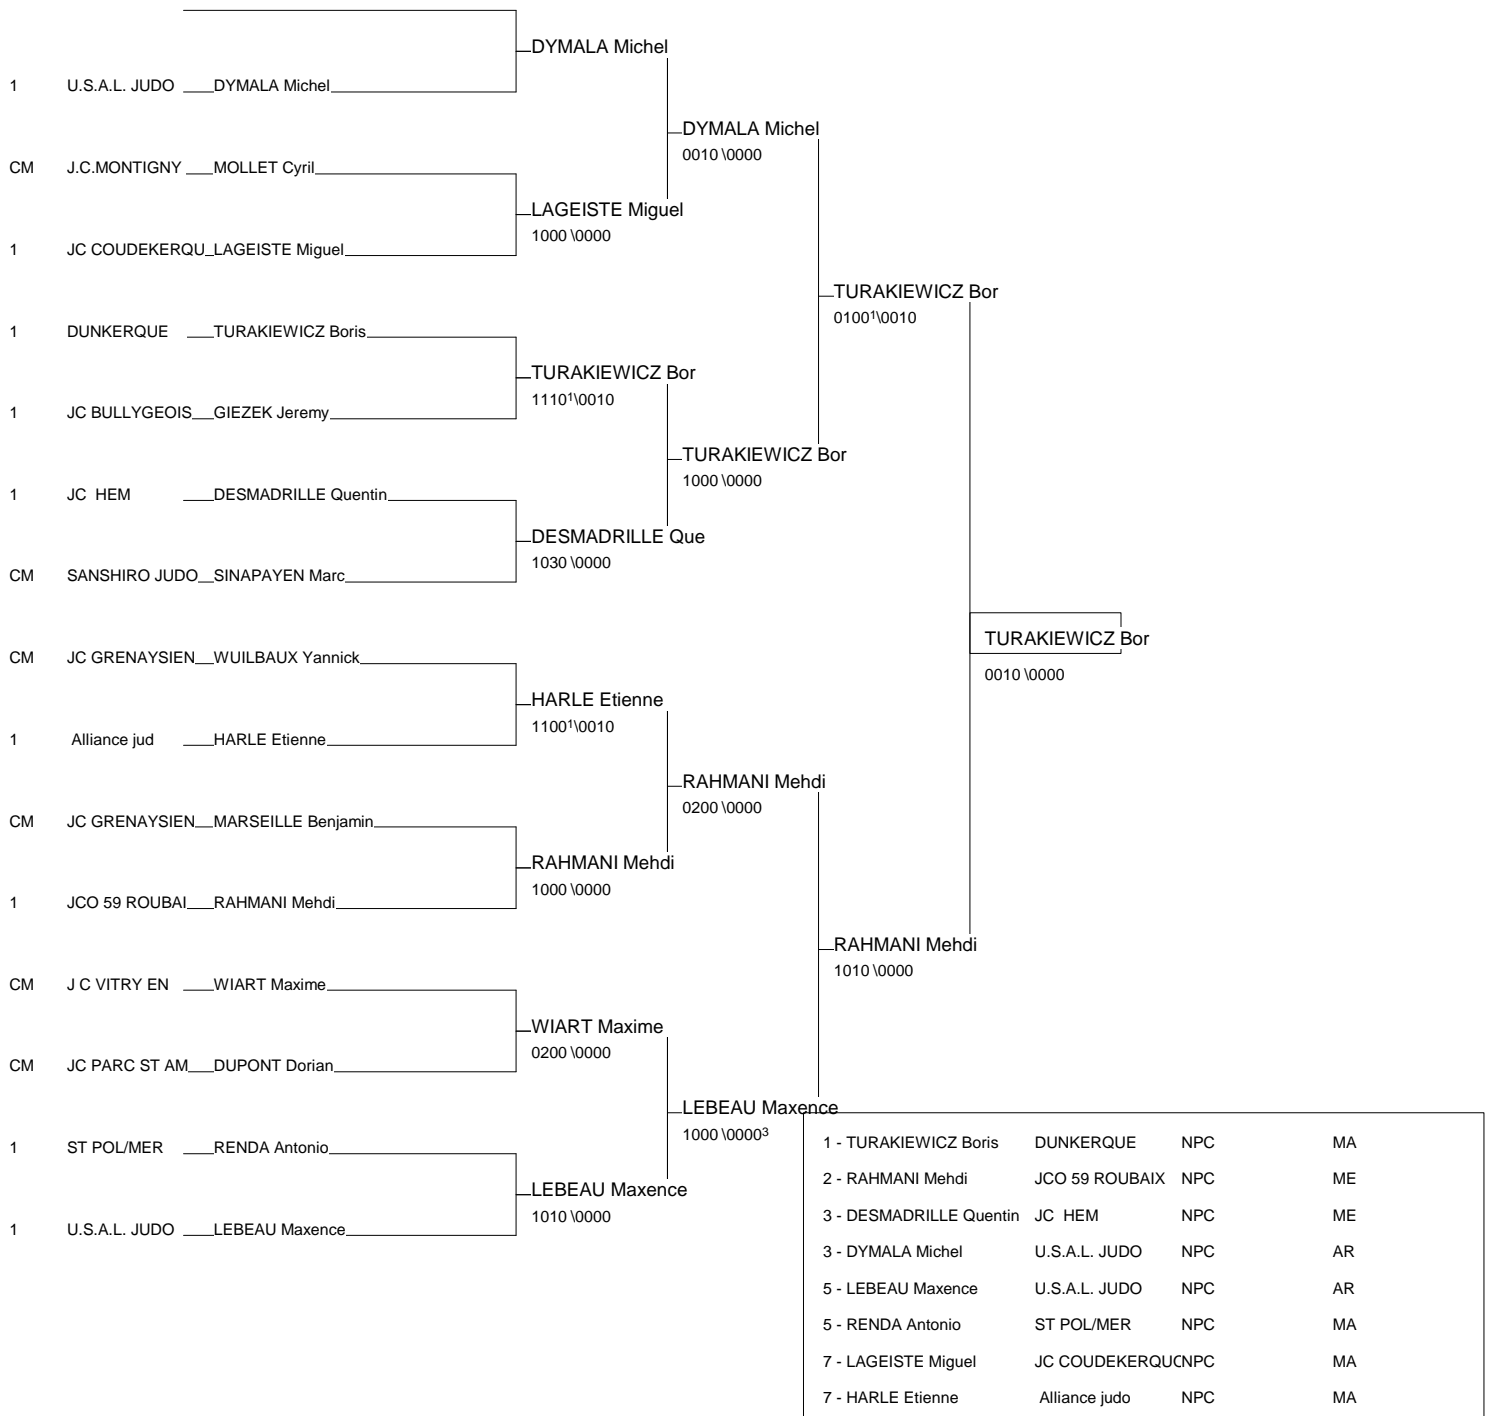 DYMALA Michel
1 U.S.A.L. JUDO DYMALA Michel
DYMALA Michel
0010 \0000
CM J.C.MONTIGNY MOLLET Cyril
LAGEISTE Miguel
1000 \0000
1 JC COUDEKERQU LAGEISTE Miguel
TURAKIEWICZ Bor
0100¹\0010
1 DUNKERQUE TURAKIEWICZ Boris
TURAKIEWICZ Bor
1110¹\0010
1 JC BULLYGEOIS GIEZEK Jeremy
TURAKIEWICZ Bor
1000 \0000
1 JC HEM DESMADRILLE Quentin
DESMADRILLE Que
1030 \0000
CM SANSHIRO JUDO SINAPAYEN Marc
TURAKIEWICZ Bor
0010 \0000
CM JC GRENAYSIEN WUILBAUX Yannick
HARLE Etienne
1100¹\0010
1 Alliance jud HARLE Etienne
RAHMANI Mehdi
0200 \0000
CM JC GRENAYSIEN MARSEILLE Benjamin
RAHMANI Mehdi
1000 \0000
1 JCO 59 ROUBAI RAHMANI Mehdi
RAHMANI Mehdi
1010 \0000
CM J C VITRY EN WIART Maxime
WIART Maxime
0200 \0000
CM JC PARC ST AM DUPONT Dorian
LEBEAU Maxence
1000 \0000³
1 ST POL/MER RENDA Antonio
LEBEAU Maxence
1010 \0000
1 U.S.A.L. JUDO LEBEAU Maxence
1 - TURAKIEWICZ Boris DUNKERQUE NPC MA
2 - RAHMANI Mehdi JCO 59 ROUBAIX NPC ME
3 - DESMADRILLE Quentin JC HEM NPC ME
3 - DYMALA Michel U.S.A.L. JUDO NPC AR
5 - LEBEAU Maxence U.S.A.L. JUDO NPC AR
5 - RENDA Antonio ST POL/MER NPC MA
7 - LAGEISTE Miguel JC COUDEKERQUC NPC MA
7 - HARLE Etienne Alliance judo NPC MA